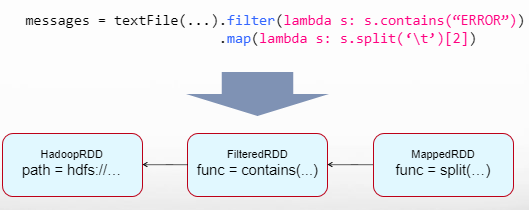 messages = textFile(...).filter(lambda s: s.contains(“ERROR”))
.map(lambda s: s.split(‘\t’)[2])
HadoopRDD
path = hdfs://…
FilteredRDD
func = contains(...)
MappedRDD
func = split(…)